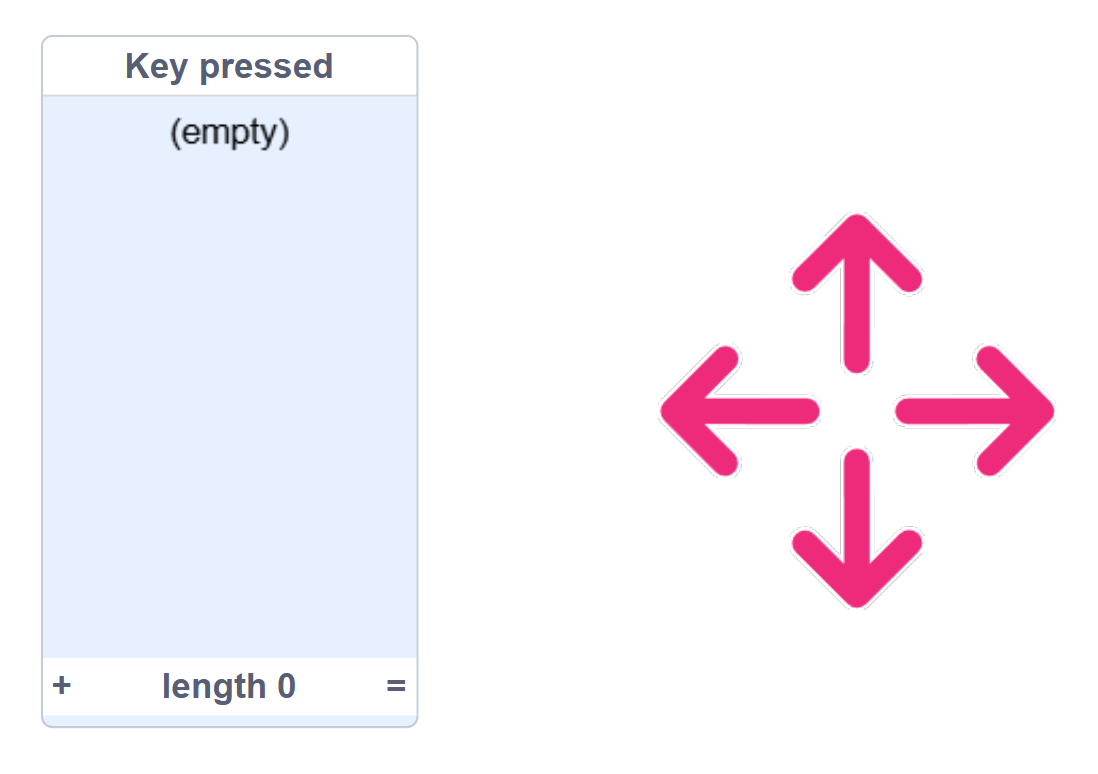 Key pressed
(empty)
+ length 0 =